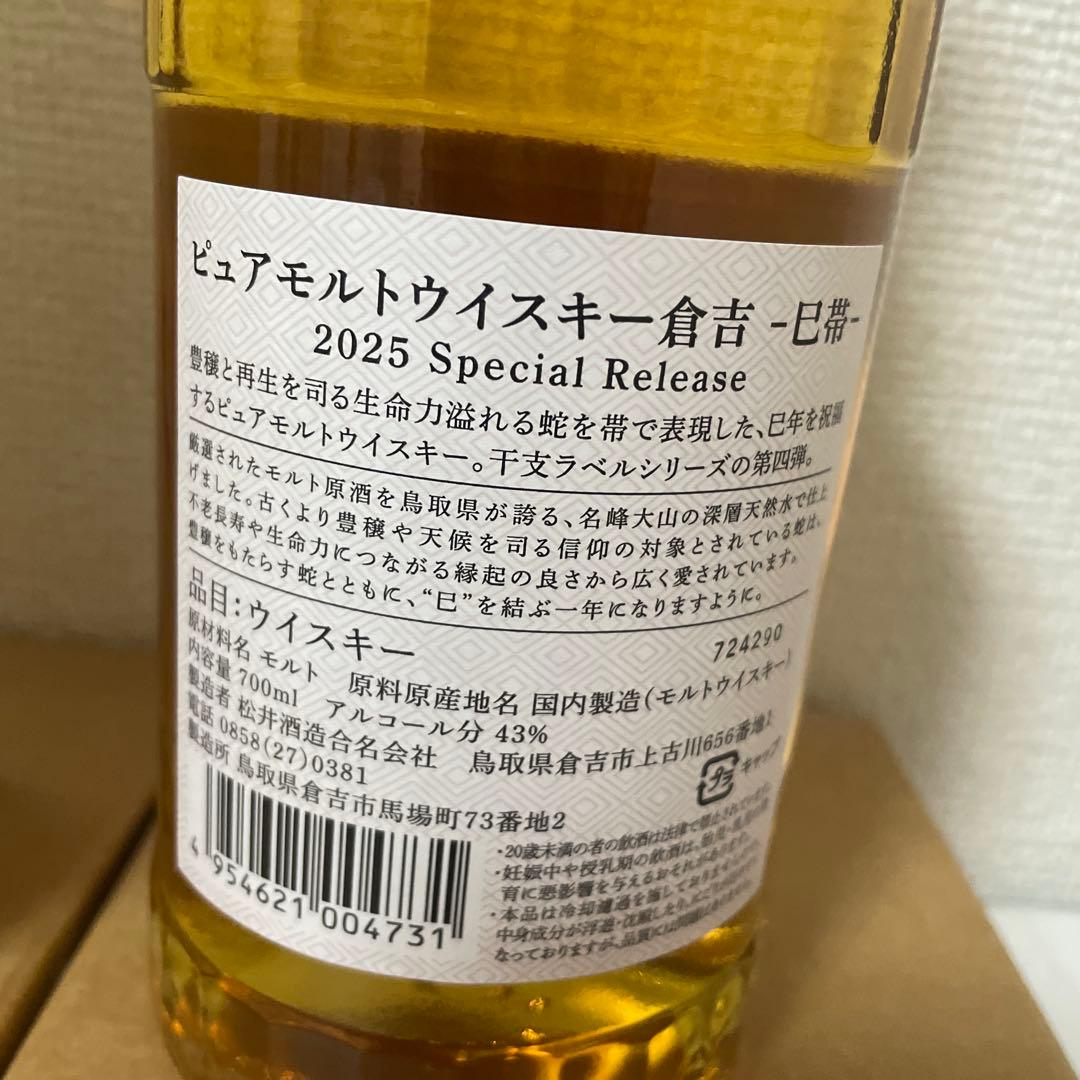 ピュアモルトウイスキー倉吉 -巳帯-
2025 Special Release
豊穣と再生を司る生命力溢れる蛇を帯で表現した、巳年を祝福
するピュアモルトウイスキー。干支ラベルシリーズの第四弾。
厳選されたモルト原酒を鳥取県が誇る、名峰大山の深層天然水で仕上
げました。古くより豊穣や天候を司る信仰の対象とされている蛇は、
不老長寿や生命力につながる縁起の良さから広く愛されています。
豊穣をもたらす蛇とともに、“巳”を結ぶ一年になりますように。
品目：ウイスキー
724290
原材料名 モルト 原料原産地名 国内製造（モルトウイスキー）
内容量 700ml アルコール分 43%
製造者 松井酒造合名会社 鳥取県倉吉市上古川656番地1
電話 0858(27)0381
プラ キャップ
製造所 鳥取県倉吉市馬場町73番地2
4 954621 004731
・20歳未満の者の飲酒は法律で禁止されています。
・妊娠中や授乳期の飲酒は、胎児・乳児の発
育に悪影響を与えるおそれがあります。
・本品は冷却濾過を施しておりません
中身成分が浮遊・沈殿したり、にごり
なっておりますが、品質には問題はありません。